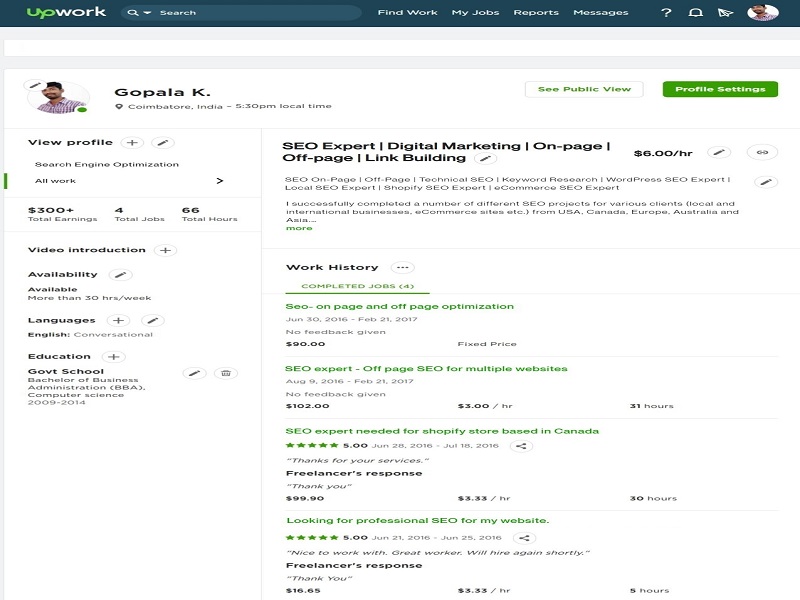 upwork
Search
Find Work My Jobs Reports Messages ?
Gopala K.
Coimbatore, India – 5:30pm local time
See Public View
Profile Settings
View profile
Search Engine Optimization
All work
$300+ 4 66
Total Earnings Total Jobs Total Hours
Video introduction
Availability
Available
More than 30 hrs/week
Languages
English: Conversational
Education
Govt School
Bachelor of Business
Administration (BBA),
Computer science
2009-2014
SEO Expert | Digital Marketing | On-page |
Off-page | Link Building
$6.00/hr
SEO On-Page | Off-Page | Technical SEO | Keyword Research | WordPress SEO Expert |
Local SEO Expert | Shopify SEO Expert | eCommerce SEO Expert
I successfully completed a number of different SEO projects for various clients (local and
international businesses, eCommerce sites etc.) from USA, Canada, Europe, Australia and
Asia...
more
Work History
COMPLETED JOBS (4)
Seo- on page and off page optimization
Jun 30, 2016 - Feb 21, 2017
No feedback given
$90.00 Fixed Price
SEO expert - Off page SEO for multiple websites
Aug 9, 2016 - Feb 21, 2017
No feedback given
$102.00 $3.00 / hr 31 hours
SEO expert needed for shopify store based in Canada
5.00 Jun 28, 2016 - Jul 18, 2016
"Thanks for your services."
Freelancer's response
"Thank you"
$99.90 $3.33 / hr 30 hours
Looking for professional SEO for my website.
5.00 Jun 21, 2016 - Jun 25, 2016
"Nice to work with. Great worker. Will hire again shortly."
Freelancer's response
"Thank You"
$16.65 $3.33 / hr 5 hours